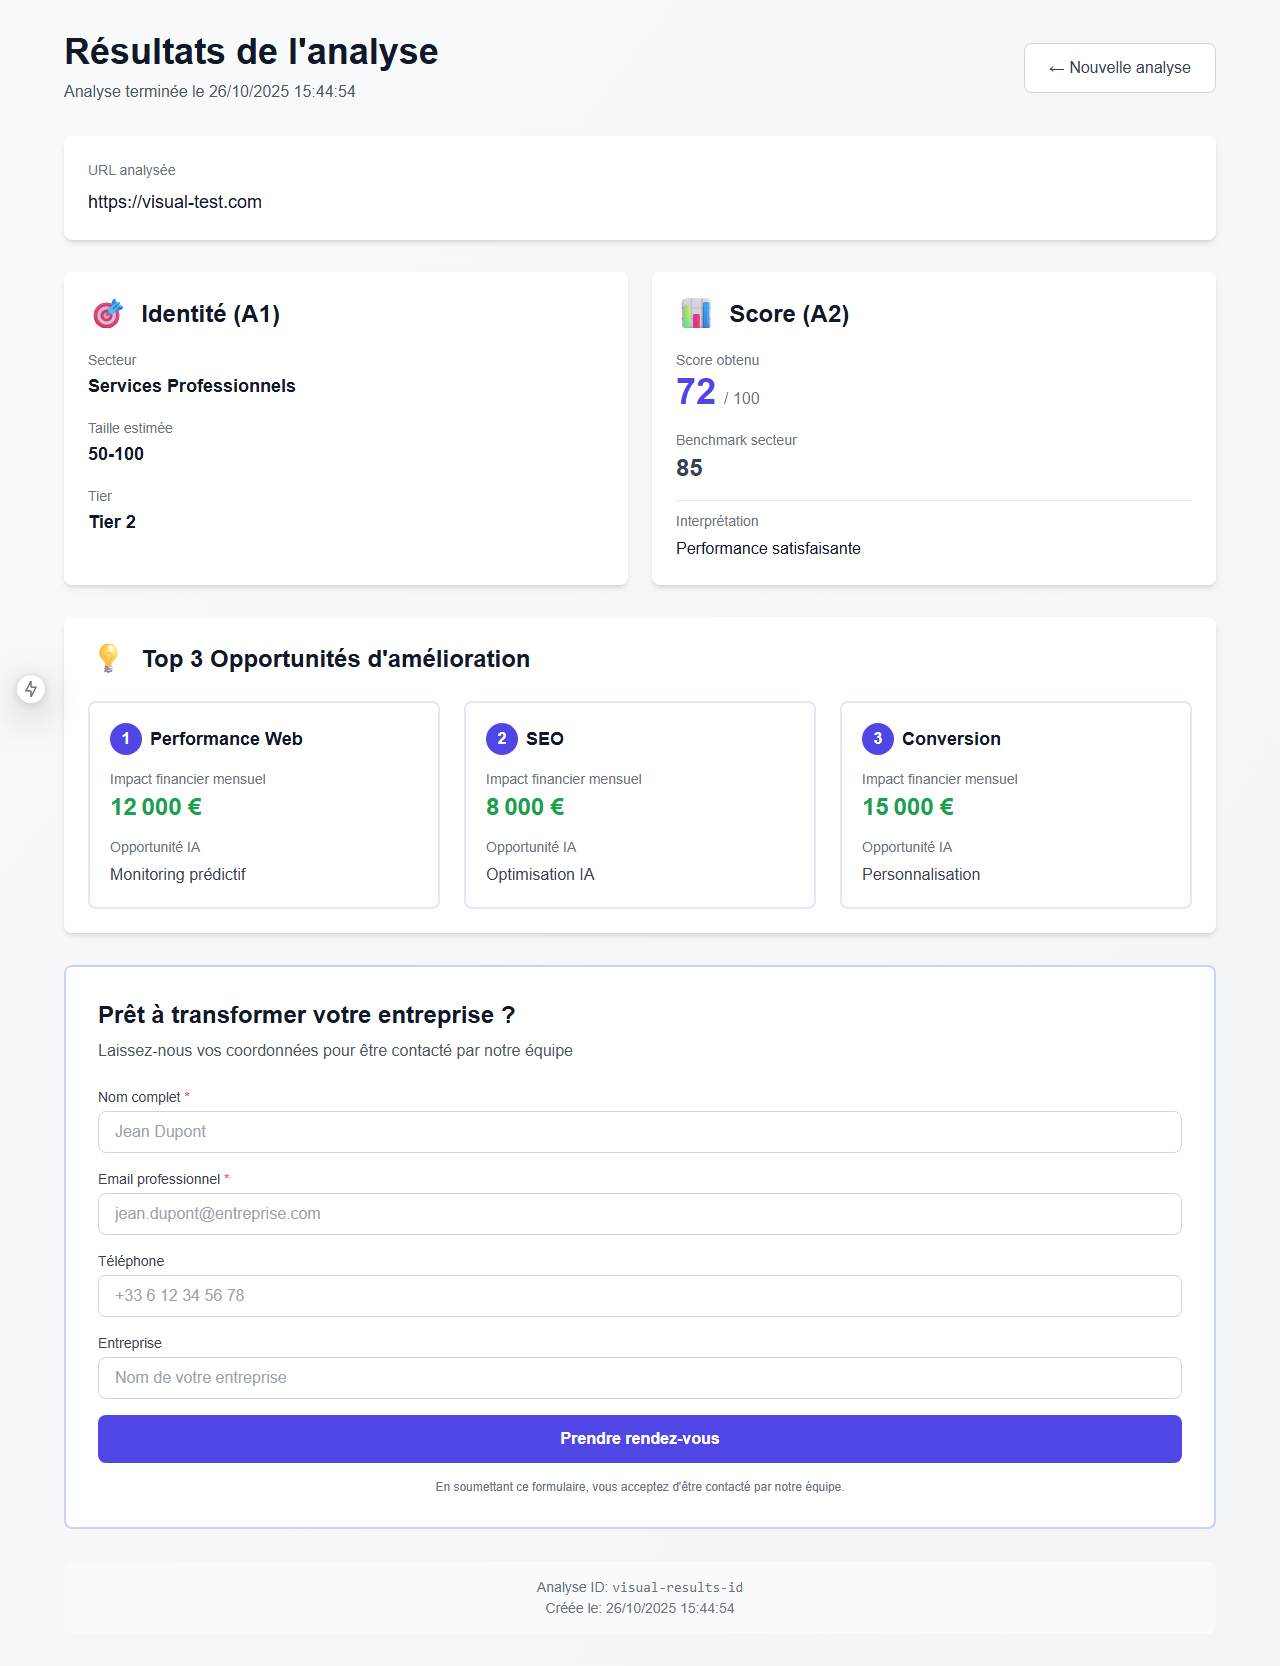 Résultats de l'analyse
Analyse terminée le 26/10/2025 15:44:54
← Nouvelle analyse
URL analysée
https://visual-test.com
Identité (A1)
Secteur
Services Professionnels
Taille estimée
50-100
Tier
Tier 2
Score (A2)
Score obtenu
72 / 100
Benchmark secteur
85
Interprétation
Performance satisfaisante
Top 3 Opportunités d'amélioration
1 Performance Web
Impact financier mensuel
12 000 €
Opportunité IA
Monitoring prédictif
2 SEO
Impact financier mensuel
8 000 €
Opportunité IA
Optimisation IA
3 Conversion
Impact financier mensuel
15 000 €
Opportunité IA
Personnalisation
Prêt à transformer votre entreprise ?
Laissez-nous vos coordonnées pour être contacté par notre équipe
Nom complet *
Jean Dupont
Email professionnel *
jean.dupont@entreprise.com
Téléphone
+33 6 12 34 56 78
Entreprise
Nom de votre entreprise
Prendre rendez-vous
En soumettant ce formulaire, vous acceptez d'être contacté par notre équipe.
Analyse ID: visual-results-id
Créée le: 26/10/2025 15:44:54